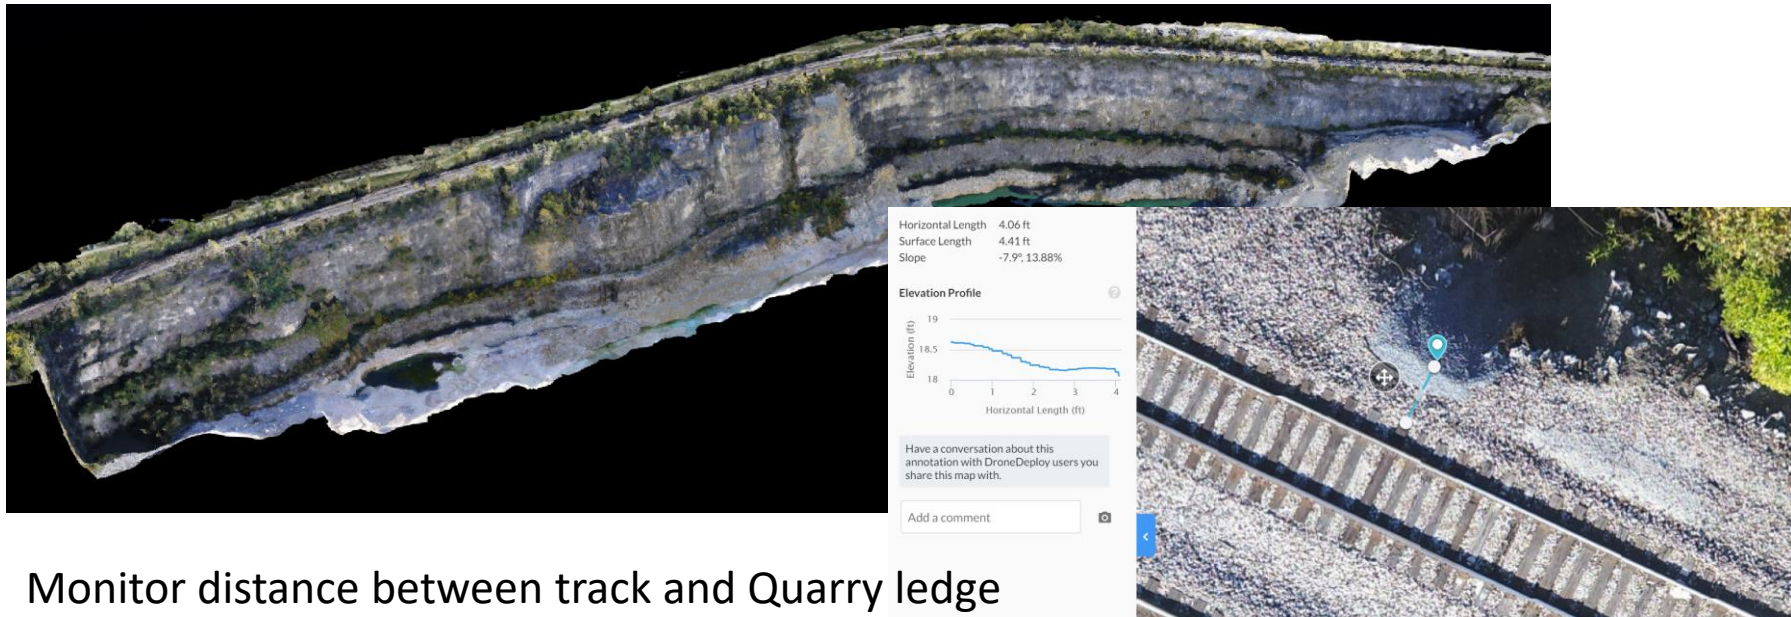 Horizontal Length 4.06 ft
Surface Length 4.41 ft
Slope -7.9°, 13.88%
Elevation Profile ?
Elevation (ft)
19
18.5
18
0 1 2 3 4
Horizontal Length (ft)
Have a conversation about this
annotation with DroneDeploy users you
share this map with.
Add a comment
Monitor distance between track and Quarry ledge